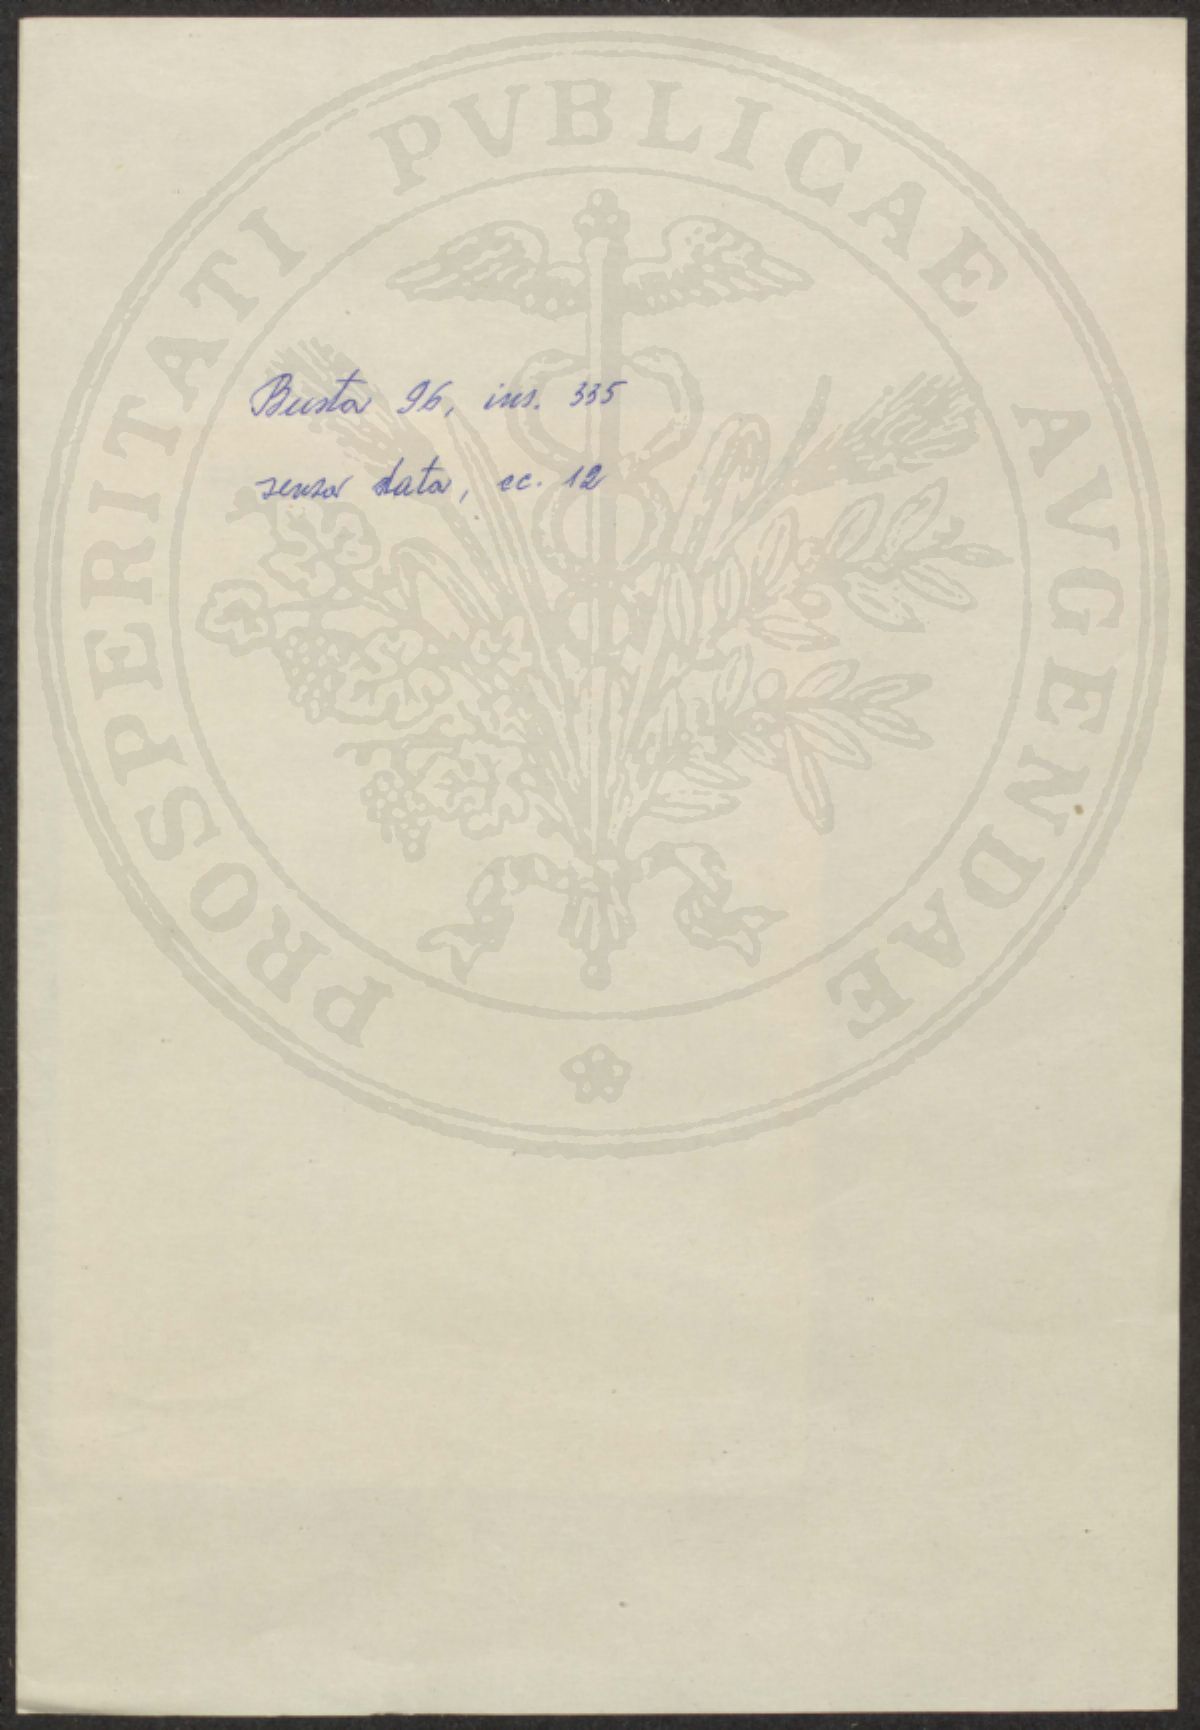 PROSPERITATI PVBLICAE AVGENDAE
Busta 96, ins. 335
senza data, cc. 12